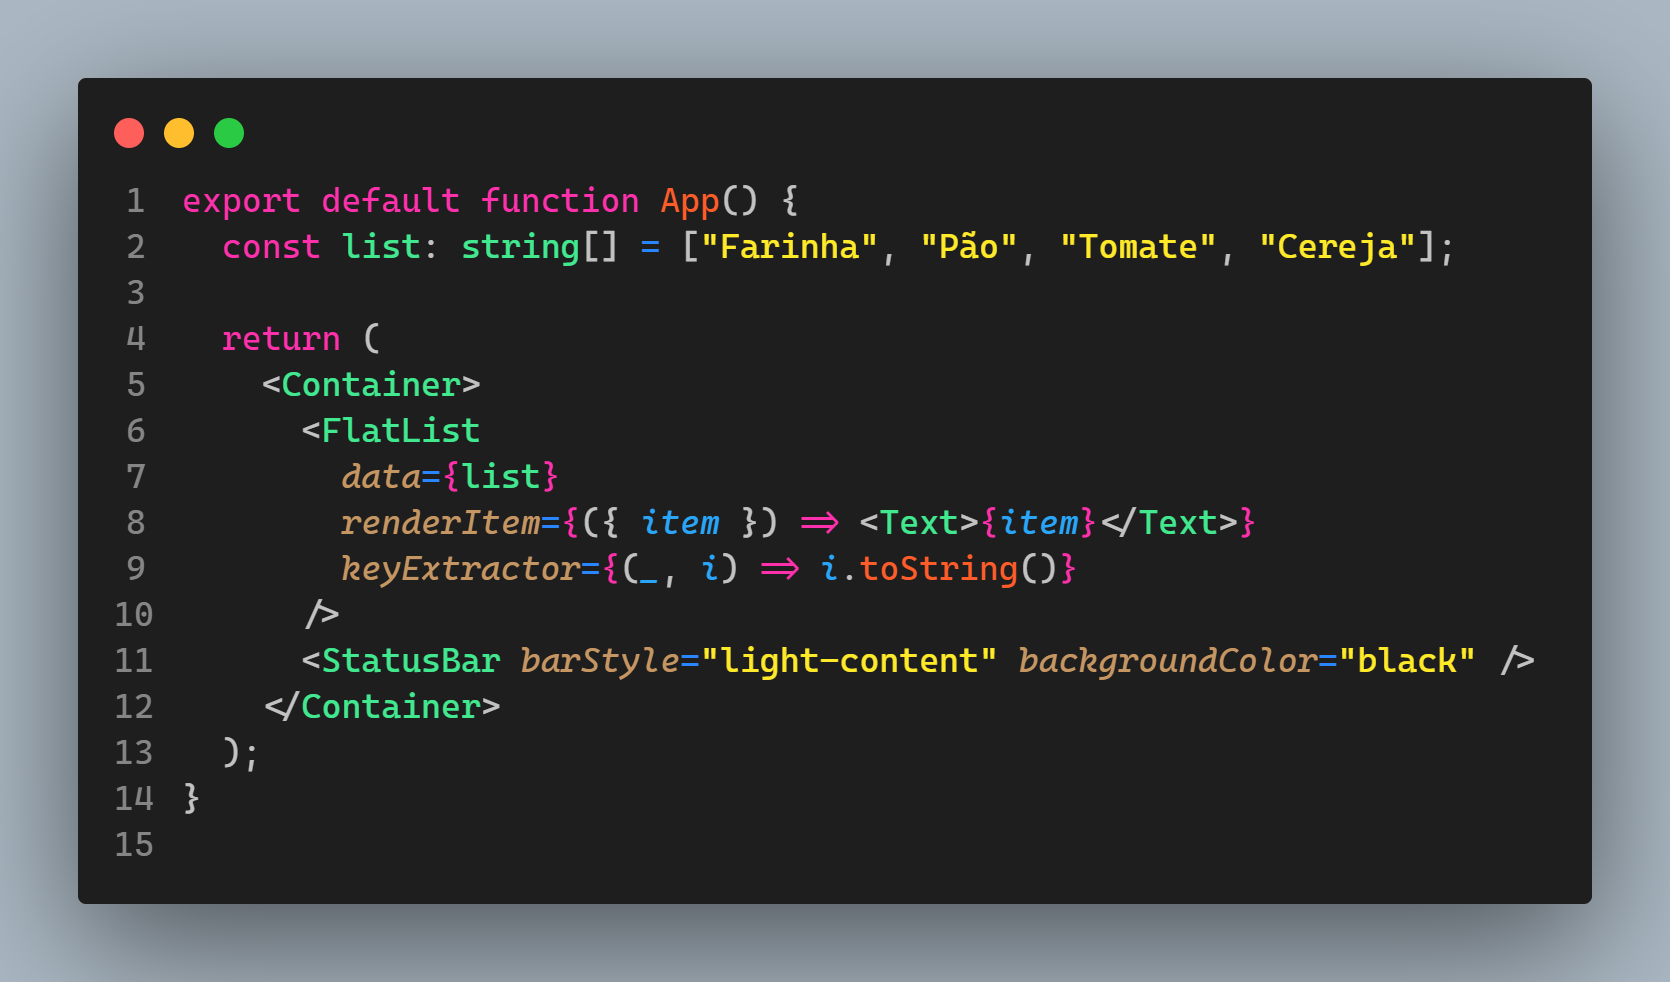 1 export default function App() {
2   const list: string[] = ["Farinha", "Pão", "Tomate", "Cereja"];
3
4   return (
5     <Container>
6       <FlatList
7         data={list}
8         renderItem={({ item }) => <Text>{item}</Text>}
9         keyExtractor={(_, i) => i.toString()}
10       />
11       <StatusBar barStyle="light-content" backgroundColor="black" />
12     </Container>
13   );
14 }
15